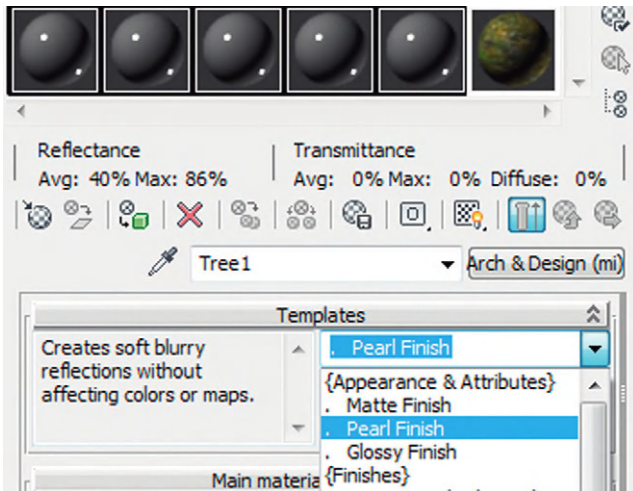 Reflectance
Transmittance
Avg: 40% Max: 86%
Avg: 0% Max: 0% Diffuse: 0%
Tree1
Arch & Design (mi)
Templates
Creates soft blurry
reflections without
affecting colors or maps.
. Pearl Finish
{Appearance & Attributes}
. Matte Finish
. Pearl Finish
. Glossy Finish
{Finishes}
Main materia